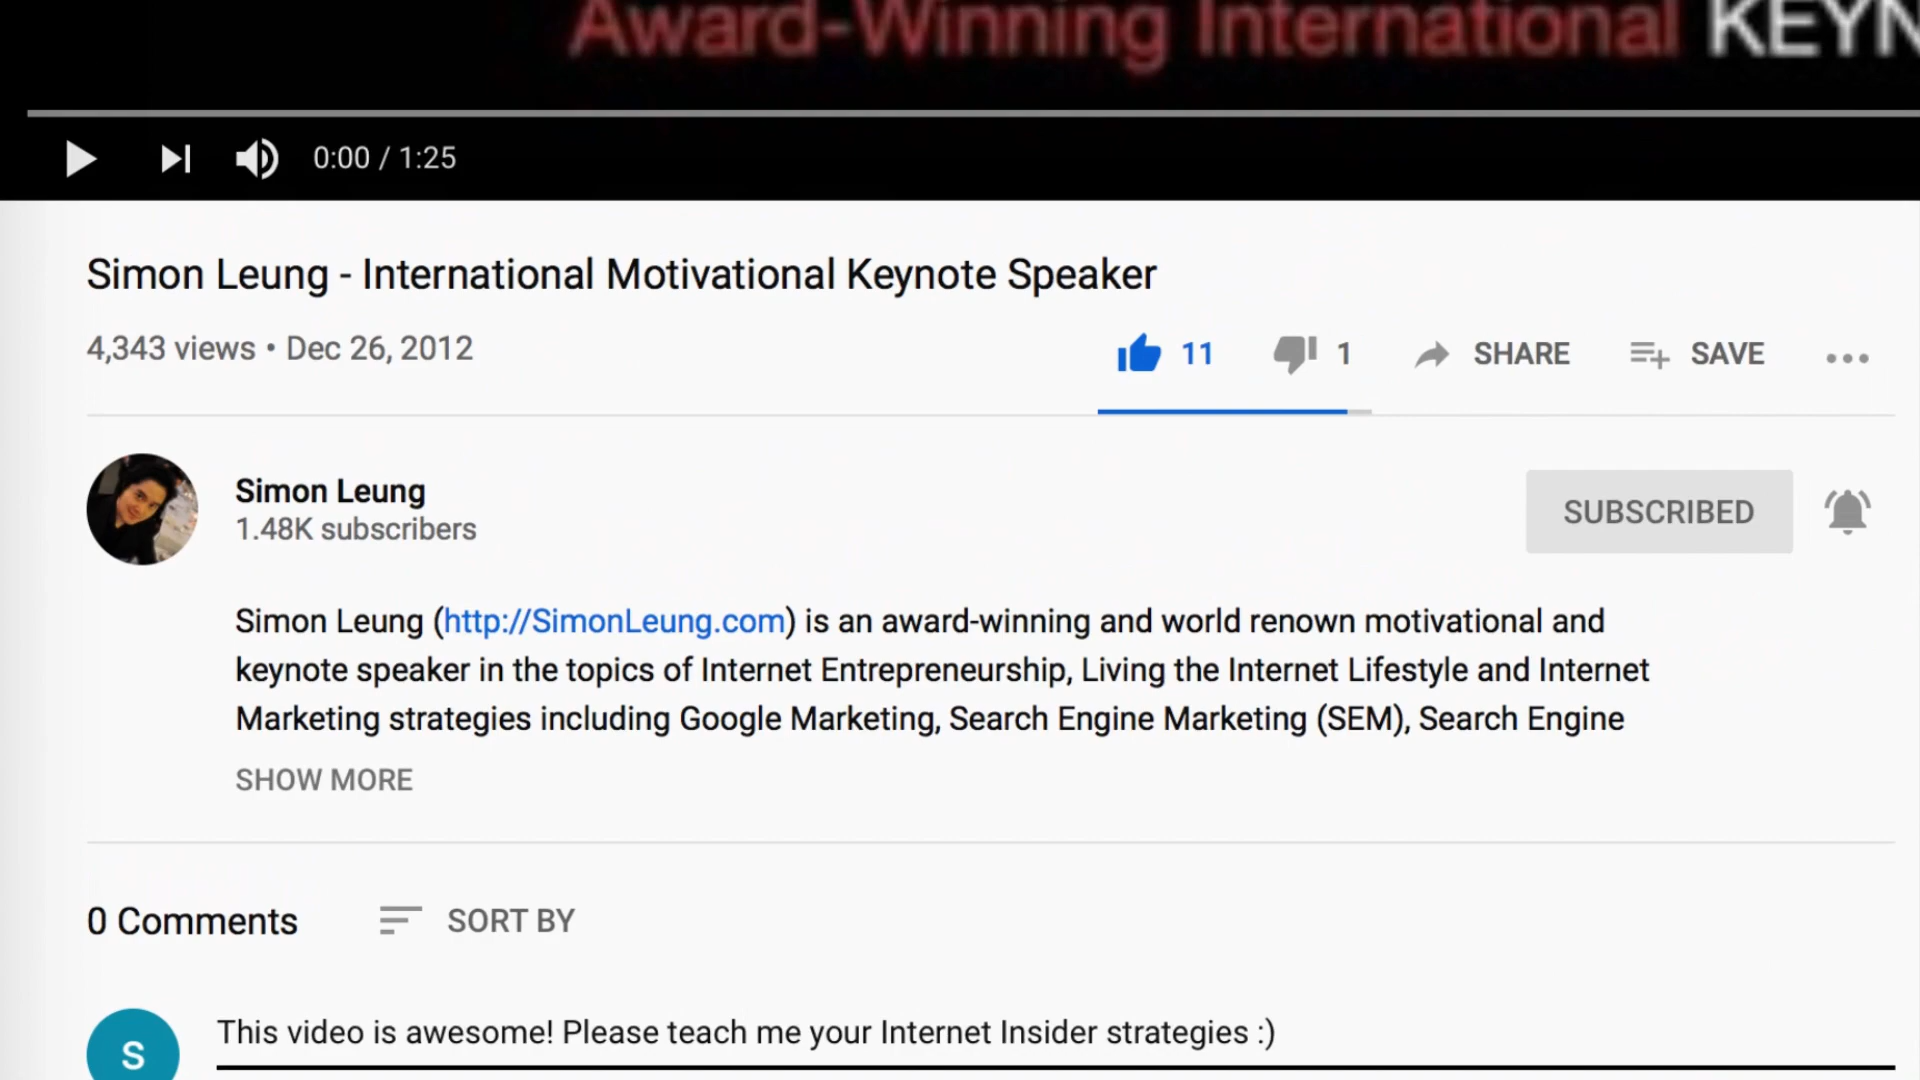 Award-Winning International KEYN
0:00 / 1:25
Simon Leung - International Motivational Keynote Speaker
4,343 views • Dec 26, 2012
11
1
SHARE
SAVE
Simon Leung
1.48K subscribers
SUBSCRIBED
Simon Leung (http://SimonLeung.com) is an award-winning and world renown motivational and
keynote speaker in the topics of Internet Entrepreneurship, Living the Internet Lifestyle and Internet
Marketing strategies including Google Marketing, Search Engine Marketing (SEM), Search Engine
SHOW MORE
0 Comments
SORT BY
S
This video is awesome! Please teach me your Internet Insider strategies :)